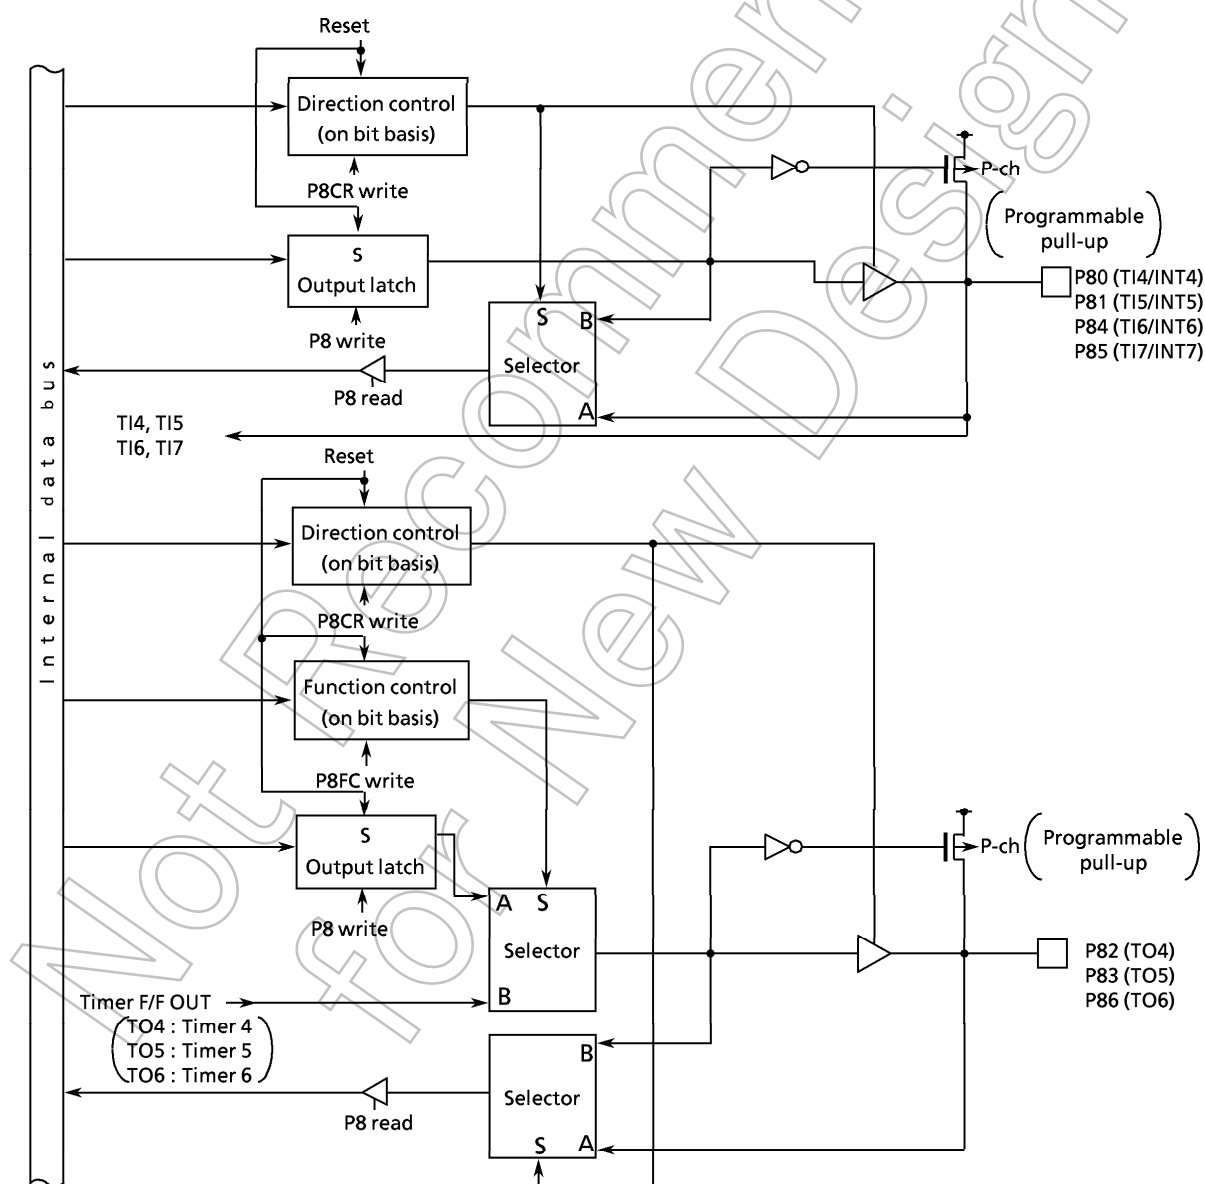 Reset
Direction control
(on bit basis)
P-ch
P8CR write
Programmable
pull-up
S
Output latch
P80 (TI4/INT4)
P81 (TI5/INT5)
P84 (TI6/INT6)
P85 (TI7/INT7)
S
B
P8 write
Selector
P8 read
A
TI4, TI5
TI6, TI7
Internal data bus
Reset
Direction control
(on bit basis)
P8CR write
Function control
(on bit basis)
P8FC write
S
Output latch
P-ch
Programmable
pull-up
A S
P8 write
Selector
P82 (TO4)
P83 (TO5)
P86 (TO6)
B
Timer F/F OUT
TO4 : Timer 4
TO5 : Timer 5
TO6 : Timer 6
B
Selector
P8 read
S A
Not Recommended
for New Design